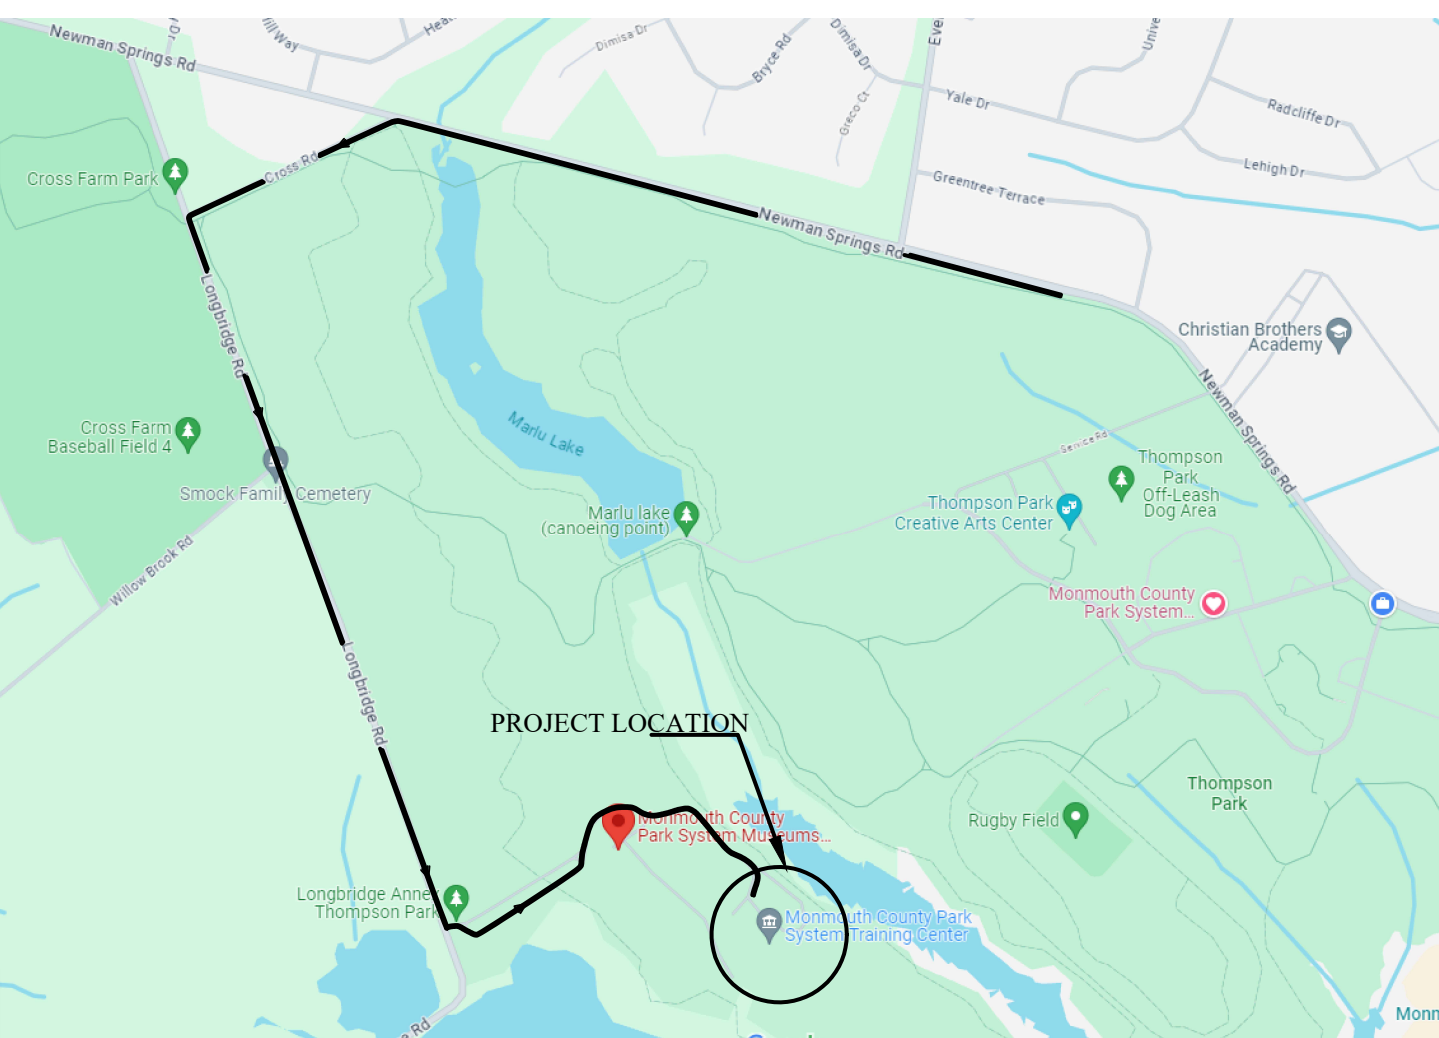 Newman Springs Rd
Dr
Will Way
Dimisa Dr
Bryce Rd
Dimisa Dr
Greco Ct
Yale Dr
Radcliffe Dr
Lehigh Dr
Greentree Terrace
Cross Rd
Cross Farm Park
Newman Springs Rd
Longbridge Rd
Christian Brothers
Academy
Newman Springs Rd
Cross Farm
Baseball Field 4
Marlu Lake
Service Rd
Thompson
Park
Off-Leash
Dog Area
Smock Family Cemetery
Marlu lake
(canoeing point)
Thompson Park
Creative Arts Center
Willow Brook Rd
Monmouth County
Park System...
Longbridge Rd
PROJECT LOCATION
Thompson
Park
Monmouth County
Park System Museums...
Rugby Field
Longbridge Annex
Thompson Park
Monmouth County Park
System Training Center
Monm
e Rd